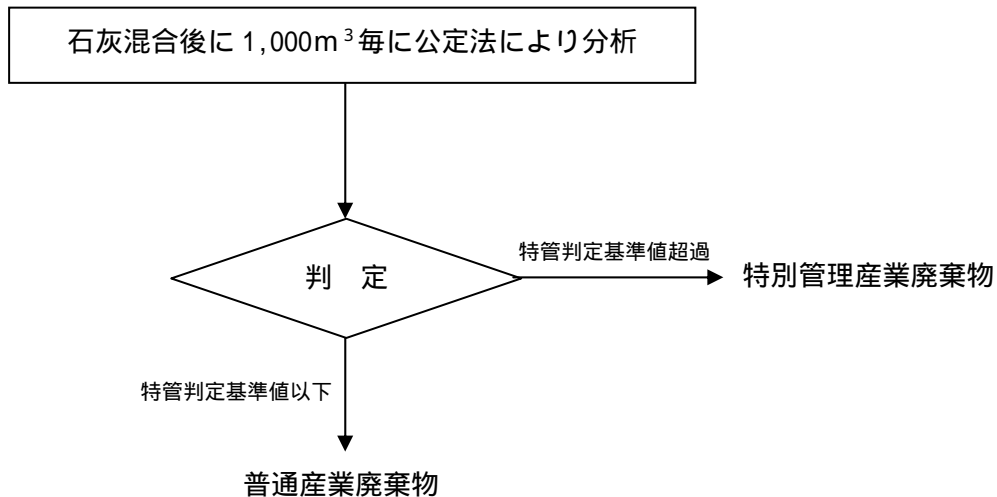 石灰混合後に 1,000m³毎に公定法により分析
判　定
特管判定基準値超過
特別管理産業廃棄物
特管判定基準値以下
普通産業廃棄物